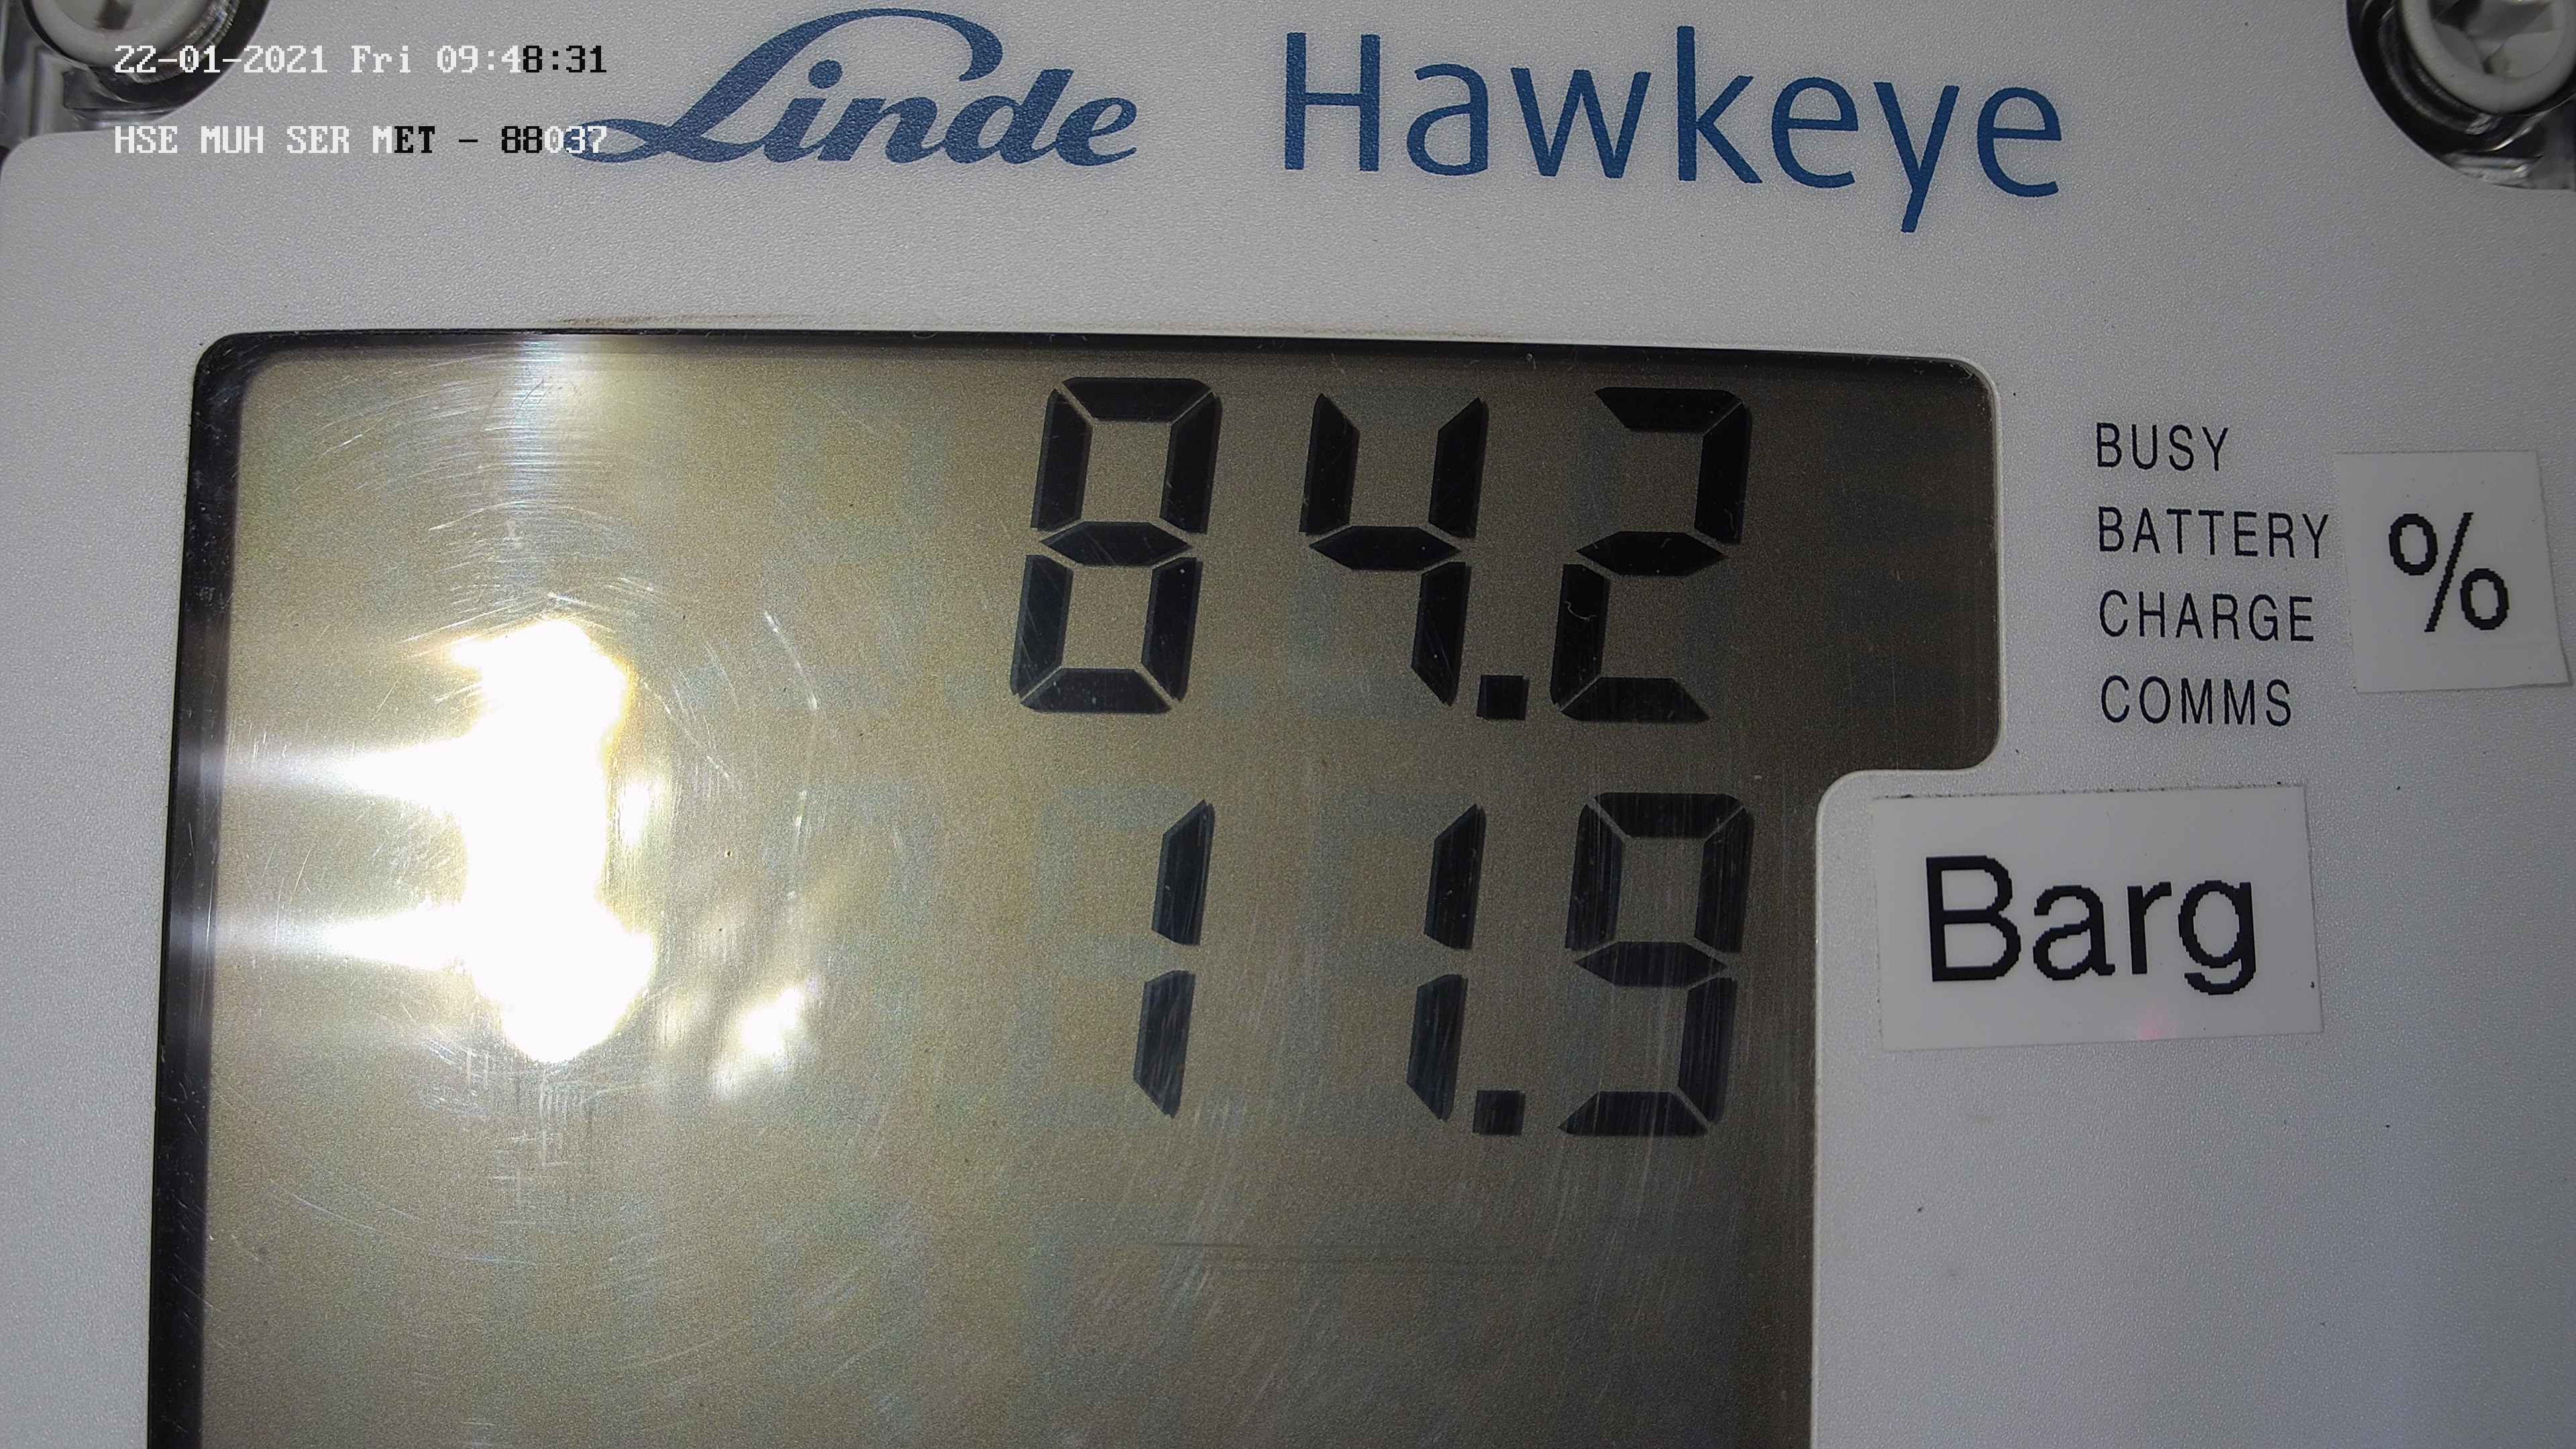 22-01-2021 Fri 09:48:31
HSE MUH SER MET - 88037
Linde Hawkeye
84.2
BUSY
BATTERY
CHARGE
COMMS
%
11.9
Barg